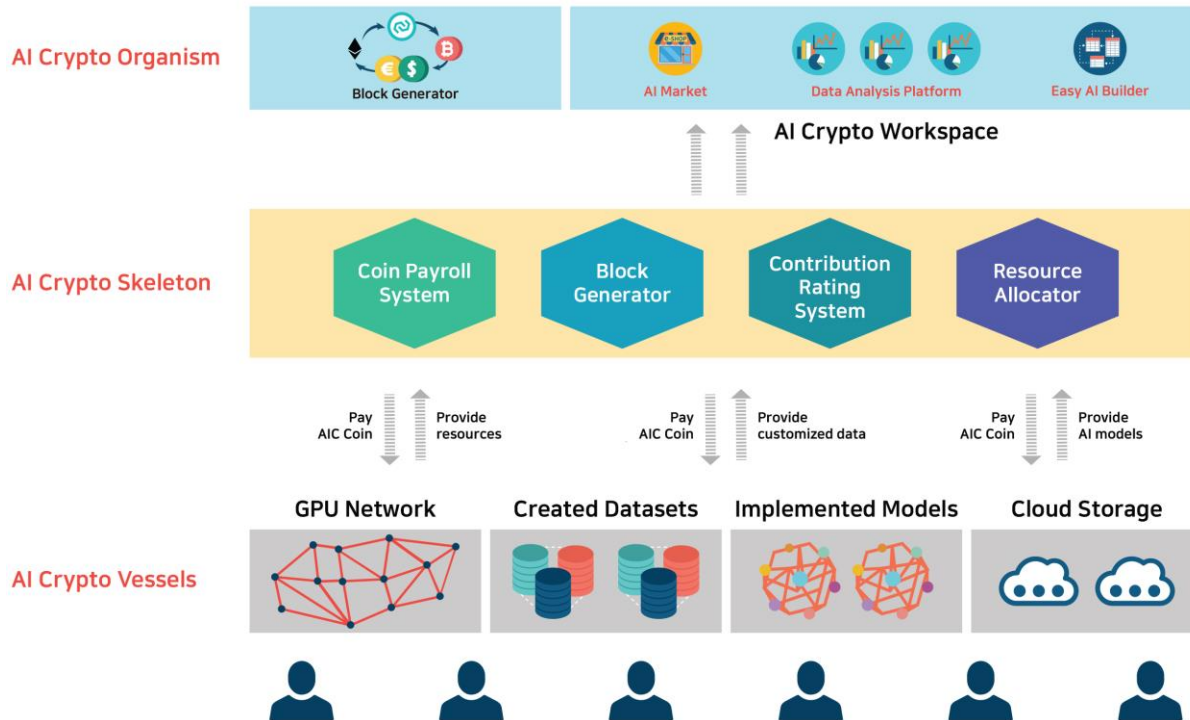 AI Crypto Organism
Block Generator
E-SHOP
AI Market
Data Analysis Platform
Easy AI Builder
AI Crypto Workspace
AI Crypto Skeleton
Coin Payroll
System
Block
Generator
Contribution
Rating
System
Resource
Allocator
Pay
AIC Coin
Provide
resources
Pay
AIC Coin
Provide
customized data
Pay
AIC Coin
Provide
AI models
GPU Network
Created Datasets
Implemented Models
Cloud Storage
AI Crypto Vessels